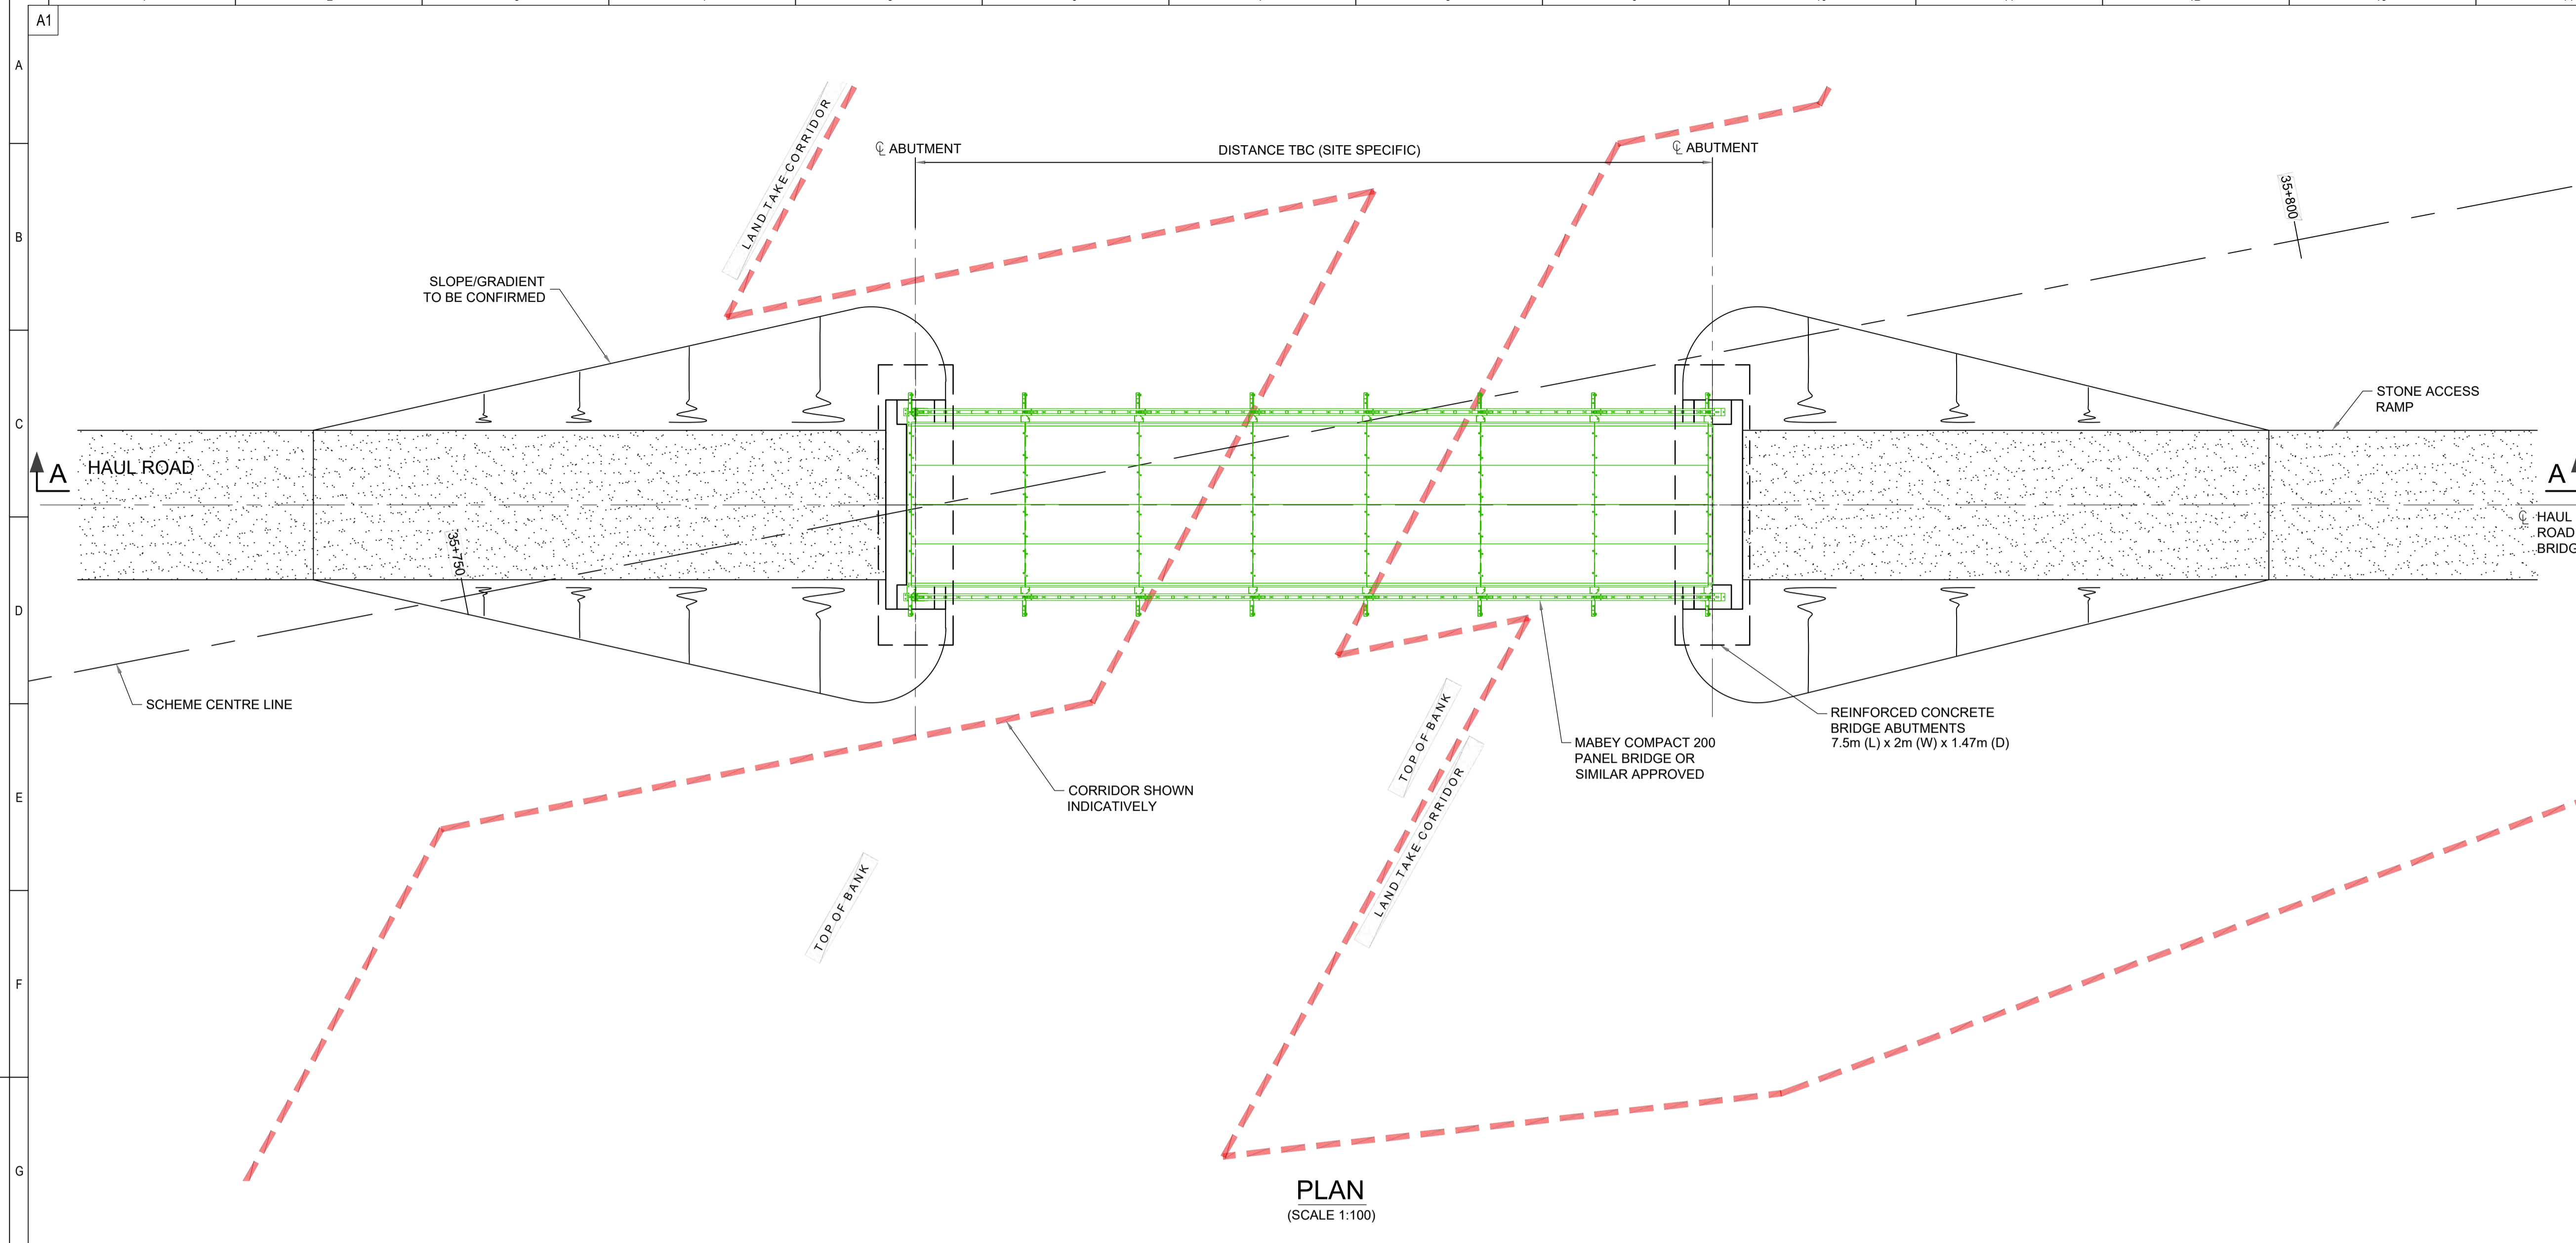 A1
A
B
C
D
E
F
G
LAND TAKE CORRIDOR
℄ ABUTMENT
DISTANCE TBC (SITE SPECIFIC)
℄ ABUTMENT
35+800
SLOPE/GRADIENT
TO BE CONFIRMED
STONE ACCESS
RAMP
A
HAUL ROAD
A
℄ HAUL
ROAD
35+750
SCHEME CENTRE LINE
TOP OF BANK
REINFORCED CONCRETE
BRIDGE ABUTMENTS
7.5m (L) x 2m (W) x 1.47m (D)
MABEY COMPACT 200
PANEL BRIDGE OR
SIMILAR APPROVED
LAND TAKE CORRIDOR
CORRIDOR SHOWN
INDICATIVELY
TOP OF BANK
PLAN
(SCALE 1:100)